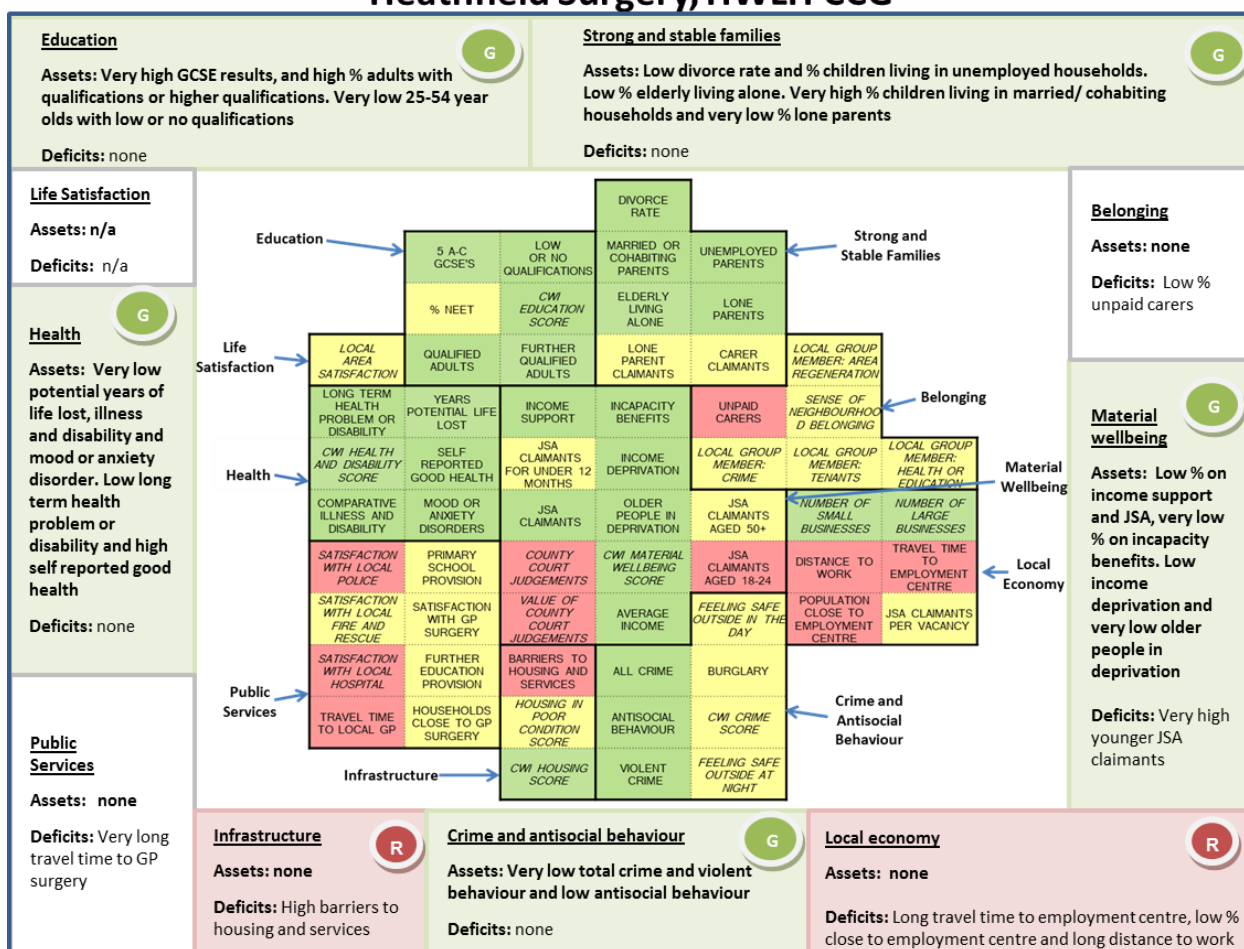 Heathfield Surgery, HWLH CCG
Education
G
Assets: Very high GCSE results, and high % adults with
qualifications or higher qualifications. Very low 25-54 year
olds with low or no qualifications
Deficits: none
Strong and stable families
G
Assets: Low divorce rate and % children living in unemployed households.
Low % elderly living alone. Very high % children living in married/ cohabiting
households and very low % lone parents
Deficits: none
Life Satisfaction
Assets: n/a
Deficits: n/a
Health
G
Assets: Very low
potential years of
life lost, illness
and disability and
mood or anxiety
disorder. Low long
term health
problem or
disability and high
self reported good
health
Deficits: none
Public
Services
Assets: none
Deficits: Very long
travel time to GP
surgery
Education
Life
Satisfaction
Health
Public
Services
Infrastructure
DIVORCE
RATE
5 A-C
GCSE'S
LOW
OR NO
QUALIFICATIONS
MARRIED OR
COHABITING
PARENTS
UNEMPLOYED
PARENTS
% NEET
CWI
EDUCATION
SCORE
ELDERLY
LIVING
ALONE
LONE
PARENTS
LOCAL
AREA
SATISFACTION
QUALIFIED
ADULTS
FURTHER
QUALIFIED
ADULTS
LONE
PARENT
CLAIMANTS
CARER
CLAIMANTS
LOCAL GROUP
MEMBER: AREA
REGENERATION
LONG TERM
HEALTH
PROBLEM OR
DISABILITY
YEARS
POTENTIAL LIFE
LOST
INCOME
SUPPORT
INCAPACITY
BENEFITS
UNPAID
CARERS
SENSE OF
NEIGHBOURHOO
D BELONGING
CWI HEALTH
AND DISABILITY
SCORE
SELF
REPORTED
GOOD HEALTH
JSA
CLAIMANTS
FOR UNDER 12
MONTHS
INCOME
DEPRIVATION
LOCAL GROUP
MEMBER:
CRIME
LOCAL GROUP
MEMBER:
TENANTS
LOCAL GROUP
MEMBER:
HEALTH OR
EDUCATION
COMPARATIVE
ILLNESS AND
DISABILITY
MOOD OR
ANXIETY
DISORDERS
JSA
CLAIMANTS
OLDER
PEOPLE IN
DEPRIVATION
JSA
CLAIMANTS
AGED 50+
NUMBER OF
SMALL
BUSINESSES
NUMBER OF
LARGE
BUSINESSES
SATISFACTION
WITH LOCAL
POLICE
PRIMARY
SCHOOL
PROVISION
COUNTY
COURT
JUDGEMENTS
CWI MATERIAL
WELLBEING
SCORE
JSA
CLAIMANTS
AGED 18-24
DISTANCE TO
WORK
TRAVEL TIME
TO
EMPLOYMENT
CENTRE
SATISFACTION
WITH LOCAL
FIRE AND
RESCUE
SATISFACTION
WITH GP
SURGERY
VALUE OF
COUNTY
COURT
JUDGEMENTS
AVERAGE
INCOME
FEELING SAFE
OUTSIDE IN THE
DAY
POPULATION
CLOSE TO
EMPLOYMENT
CENTRE
JSA CLAIMANTS
PER VACANCY
SATISFACTION
WITH LOCAL
HOSPITAL
FURTHER
EDUCATION
PROVISION
BARRIERS TO
HOUSING AND
SERVICES
ALL CRIME
BURGLARY
TRAVEL TIME
TO LOCAL GP
HOUSEHOLDS
CLOSE TO GP
SURGERY
HOUSING IN
POOR
CONDITION
SCORE
ANTISOCIAL
BEHAVIOUR
CWI CRIME
SCORE
CWI HOUSING
SCORE
VIOLENT
CRIME
FEELING SAFE
OUTSIDE AT
NIGHT
Strong and
Stable Families
Belonging
Material
Wellbeing
Local
Economy
Crime and
Antisocial
Behaviour
Belonging
Assets: none
Deficits: Low %
unpaid carers
Material
wellbeing
G
Assets: Low % on
income support
and JSA, very low
% on incapacity
benefits. Low
income
deprivation and
very low older
people in
deprivation
Deficits: Very high
younger JSA
claimants
Infrastructure
R
Assets: none
Deficits: High barriers to
housing and services
Crime and antisocial behaviour
G
Assets: Very low total crime and violent
behaviour and low antisocial behaviour
Deficits: none
Local economy
R
Assets: none
Deficits: Long travel time to employment centre, low %
close to employment centre and long distance to work